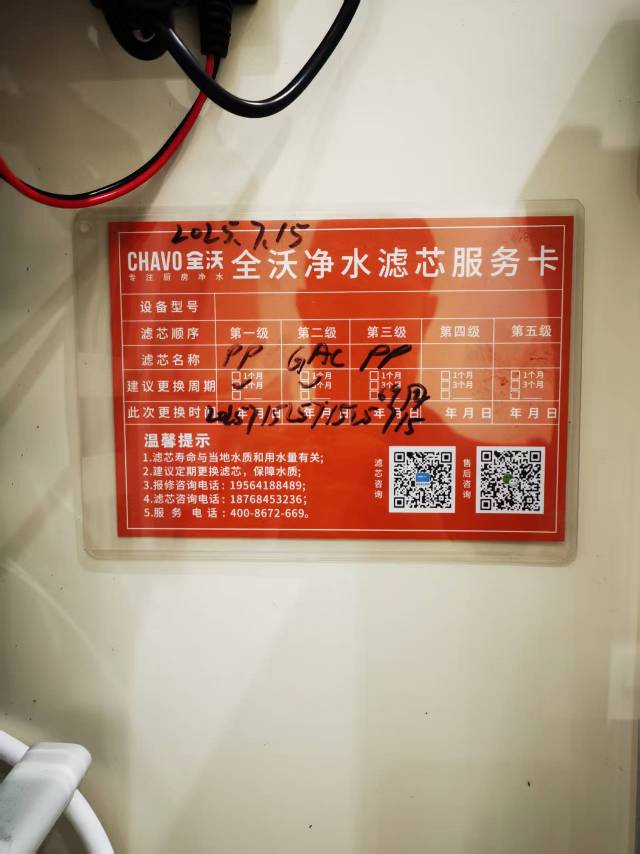 2025.7.15
CHAVO 全沃 全沃净水滤芯服务卡
专注厨房净水
设备型号
滤芯顺序 第一级 第二级 第三级 第四级 第五级
滤芯名称 PP GAC PP
建议更换周期 1个月 1个月 1个月 1个月 1个月
3个月 3个月 3个月 3个月 3个月
此次更换时间 年 月 日 年 月 日 年 月 日 年 月 日 年 月 日
温馨提示
1.滤芯寿命与当地水质和用水量有关;
2.建议定期更换滤芯，保障水质;
3.报修咨询电话:19564188489;
4.滤芯咨询电话:18768453236;
5.服务电话:400-8672-669。
滤芯咨询
售后咨询